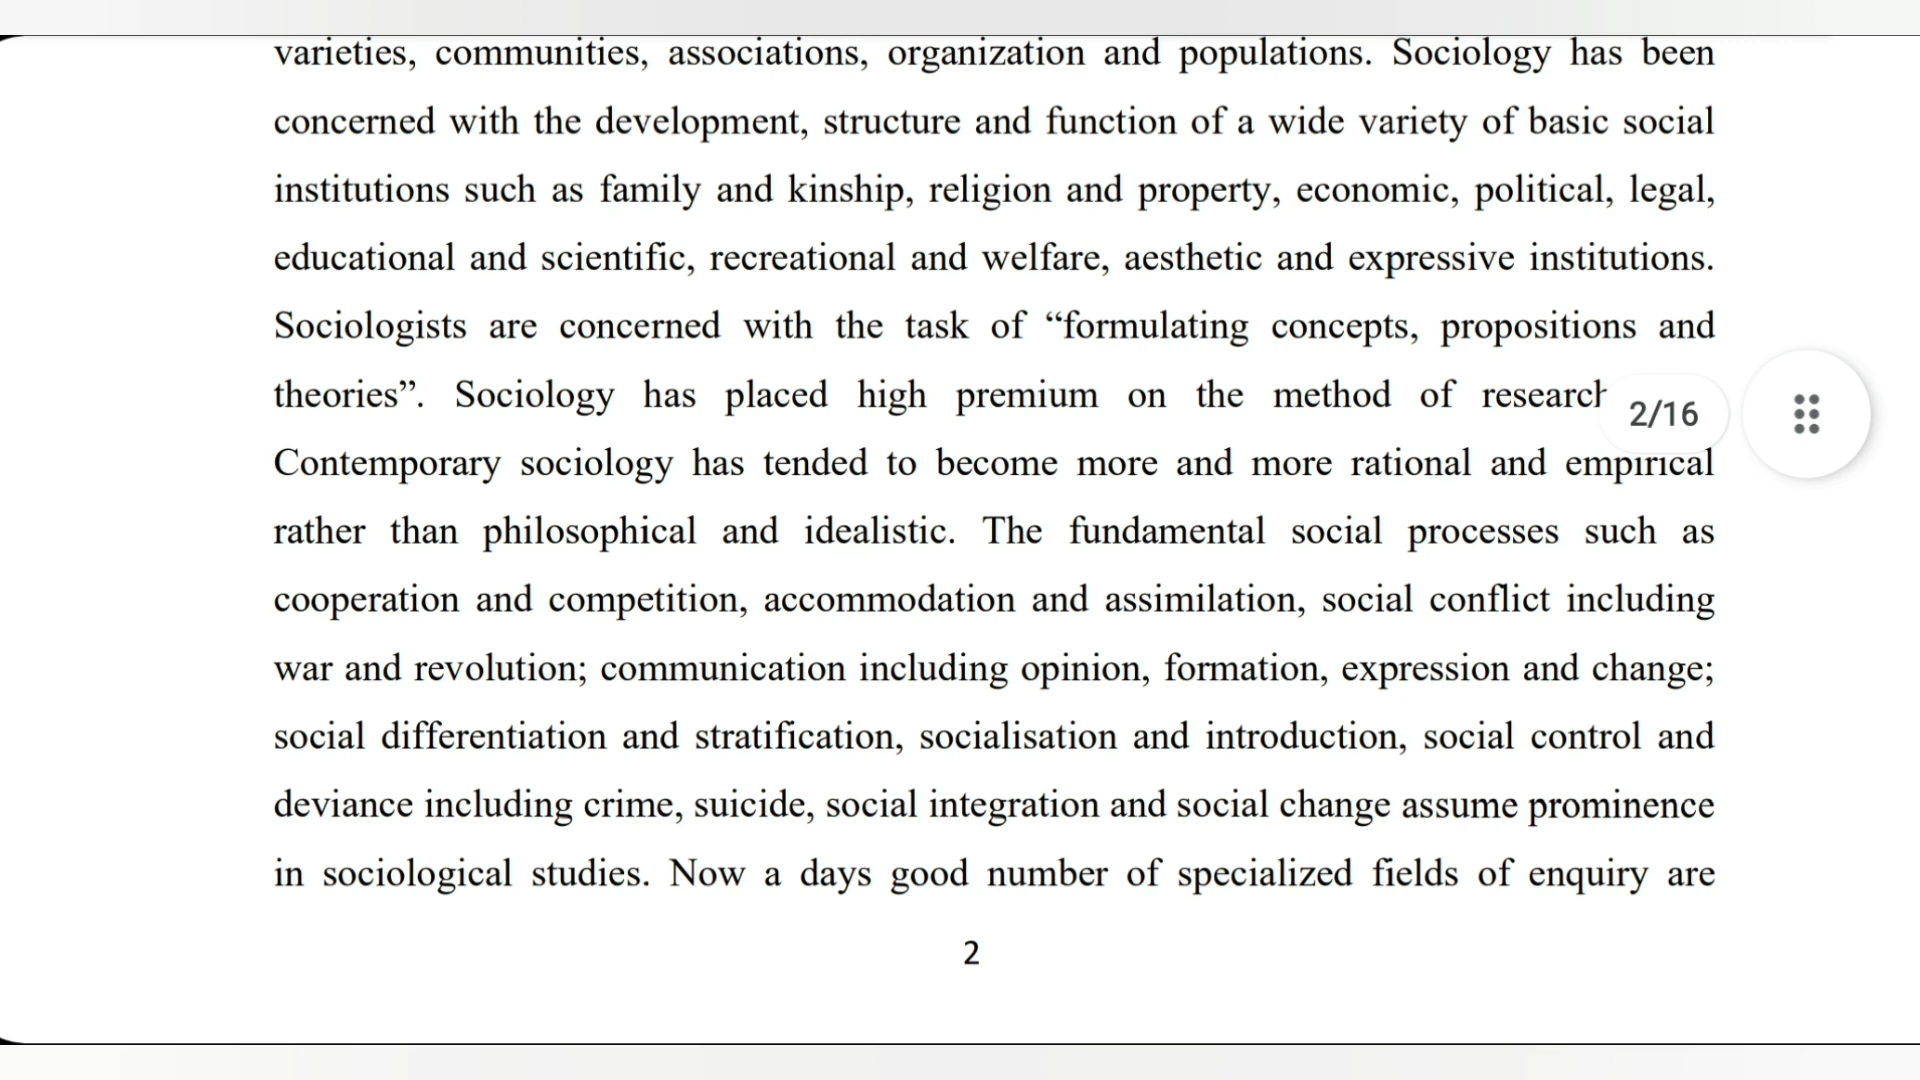 varieties, communities, associations, organization and populations. Sociology has been
concerned with the development, structure and function of a wide variety of basic social
institutions such as family and kinship, religion and property, economic, political, legal,
educational and scientific, recreational and welfare, aesthetic and expressive institutions.
Sociologists are concerned with the task of “formulating concepts, propositions and
theories”. Sociology has placed high premium on the method of research
2/16
Contemporary sociology has tended to become more and more rational and empirical
rather than philosophical and idealistic. The fundamental social processes such as
cooperation and competition, accommodation and assimilation, social conflict including
war and revolution; communication including opinion, formation, expression and change;
social differentiation and stratification, socialisation and introduction, social control and
deviance including crime, suicide, social integration and social change assume prominence
in sociological studies. Now a days good number of specialized fields of enquiry are
2